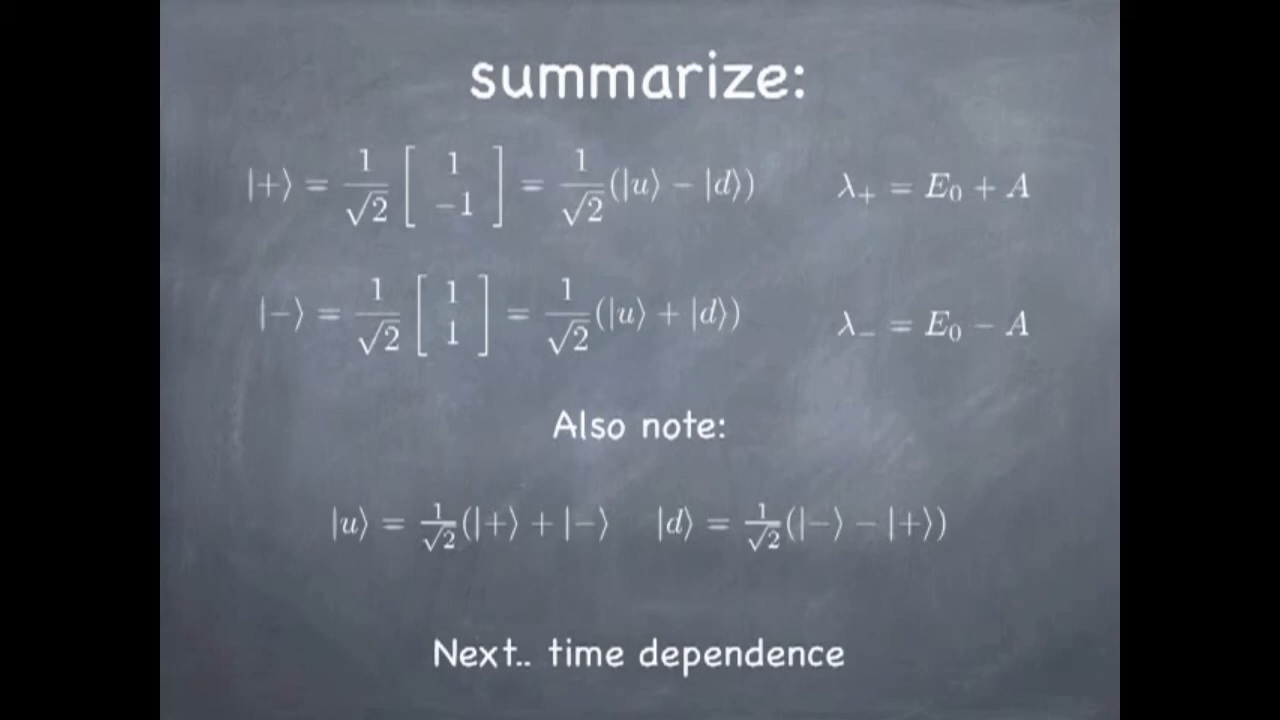 summarize:
|+⟩ = 1/√2 [ 1 -1 ] = 1/√2 (|u⟩ − |d⟩) λ₊ = E₀ + A
|−⟩ = 1/√2 [ 1 1 ] = 1/√2 (|u⟩ + |d⟩) λ₋ = E₀ − A
Also note:
|u⟩ = 1/√2 (|+⟩ + |−⟩ |d⟩ = 1/√2 (|−⟩ − |+⟩)
Next.. time dependence